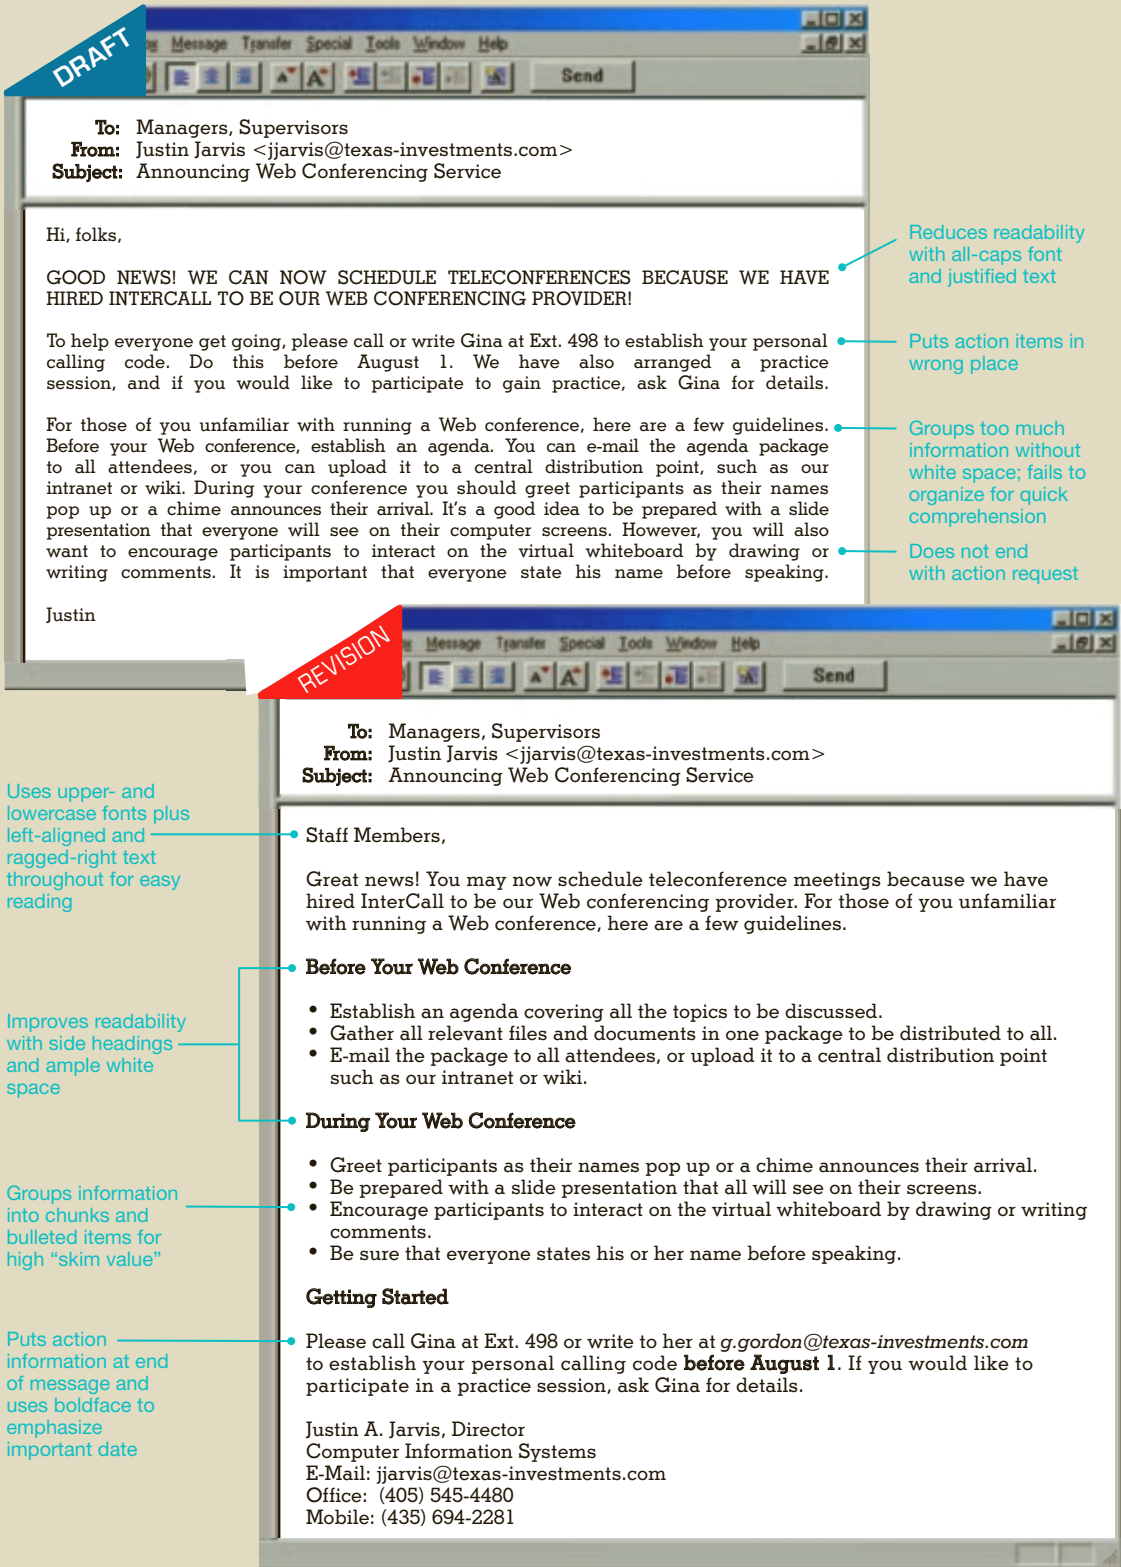 DRAFT
Message Transfer Special Tools Window Help
Send
To: Managers, Supervisors
From: Justin Jarvis <jjarvis@texas-investments.com>
Subject: Announcing Web Conferencing Service
Hi, folks,
GOOD NEWS! WE CAN NOW SCHEDULE TELECONFERENCES BECAUSE WE HAVE
HIRED INTERCALL TO BE OUR WEB CONFERENCING PROVIDER!
To help everyone get going, please call or write Gina at Ext. 498 to establish your personal
calling code. Do this before August 1. We have also arranged a practice
session, and if you would like to participate to gain practice, ask Gina for details.
For those of you unfamiliar with running a Web conference, here are a few guidelines.
Before your Web conference, establish an agenda. You can e-mail the agenda package
to all attendees, or you can upload it to a central distribution point, such as our
intranet or wiki. During your conference you should greet participants as their names
pop up or a chime announces their arrival. It's a good idea to be prepared with a slide
presentation that everyone will see on their computer screens. However, you will also
want to encourage participants to interact on the virtual whiteboard by drawing or
writing comments. It is important that everyone state his name before speaking.
Justin
Reduces readability
with all-caps font
and justified text
Puts action items in
wrong place
Groups too much
information without
white space; fails to
organize for quick
comprehension
Does not end
with action request
REVISION
Message Transfer Special Tools Window Help
Send
To: Managers, Supervisors
From: Justin Jarvis <jjarvis@texas-investments.com>
Subject: Announcing Web Conferencing Service
Staff Members,
Great news! You may now schedule teleconference meetings because we have
hired InterCall to be our Web conferencing provider. For those of you unfamiliar
with running a Web conference, here are a few guidelines.
Before Your Web Conference
• Establish an agenda covering all the topics to be discussed.
• Gather all relevant files and documents in one package to be distributed to all.
• E-mail the package to all attendees, or upload it to a central distribution point
such as our intranet or wiki.
During Your Web Conference
• Greet participants as their names pop up or a chime announces their arrival.
• Be prepared with a slide presentation that all will see on their screens.
• Encourage participants to interact on the virtual whiteboard by drawing or writing
comments.
• Be sure that everyone states his or her name before speaking.
Getting Started
Please call Gina at Ext. 498 or write to her at g.gordon@texas-investments.com
to establish your personal calling code before August 1. If you would like to
participate in a practice session, ask Gina for details.
Justin A. Jarvis, Director
Computer Information Systems
E-Mail: jjarvis@texas-investments.com
Office: (405) 545-4480
Mobile: (435) 694-2281
Uses upper- and
lowercase fonts plus
left-aligned and
ragged-right text
throughout for easy
reading
Improves readability
with side headings
and ample white
space
Groups information
into chunks and
bulleted items for
high “skim value”
Puts action
information at end
of message and
uses boldface to
emphasize
important date